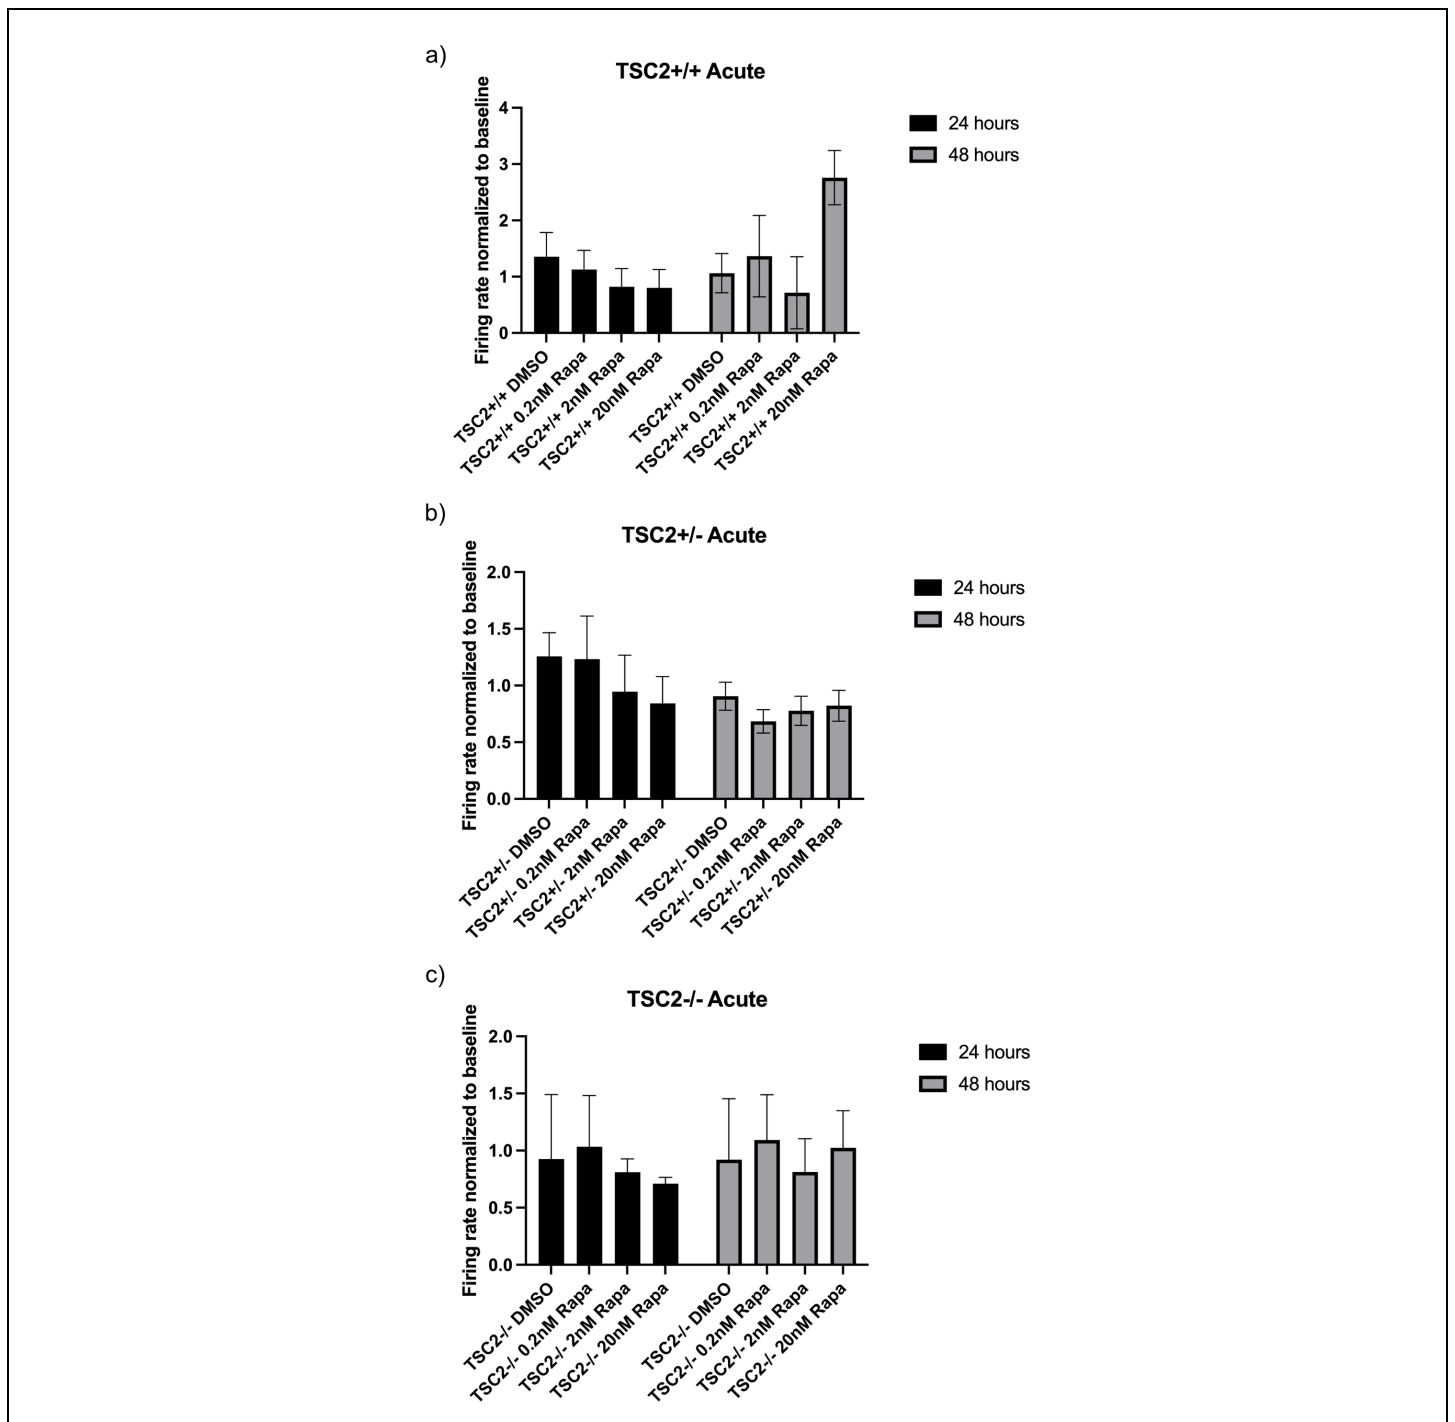 a)
TSC2+/+ Acute
Firing rate normalized to baseline
4
3
2
1
0
24 hours
48 hours
TSC2+/+ DMSO
TSC2+/+ 0.2nM Rapa
TSC2+/+ 2nM Rapa
TSC2+/+ 20nM Rapa
TSC2+/+ DMSO
TSC2+/+ 0.2nM Rapa
TSC2+/+ 2nM Rapa
TSC2+/+ 20nM Rapa
b)
TSC2+/- Acute
Firing rate normalized to baseline
2.0
1.5
1.0
0.5
0.0
24 hours
48 hours
TSC2+/- DMSO
TSC2+/- 0.2nM Rapa
TSC2+/- 2nM Rapa
TSC2+/- 20nM Rapa
TSC2+/- DMSO
TSC2+/- 0.2nM Rapa
TSC2+/- 2nM Rapa
TSC2+/- 20nM Rapa
c)
TSC2-/- Acute
Firing rate normalized to baseline
2.0
1.5
1.0
0.5
0.0
24 hours
48 hours
TSC2-/- DMSO
TSC2-/- 0.2nM Rapa
TSC2-/- 2nM Rapa
TSC2-/- 20nM Rapa
TSC2-/- DMSO
TSC2-/- 0.2nM Rapa
TSC2-/- 2nM Rapa
TSC2-/- 20nM Rapa